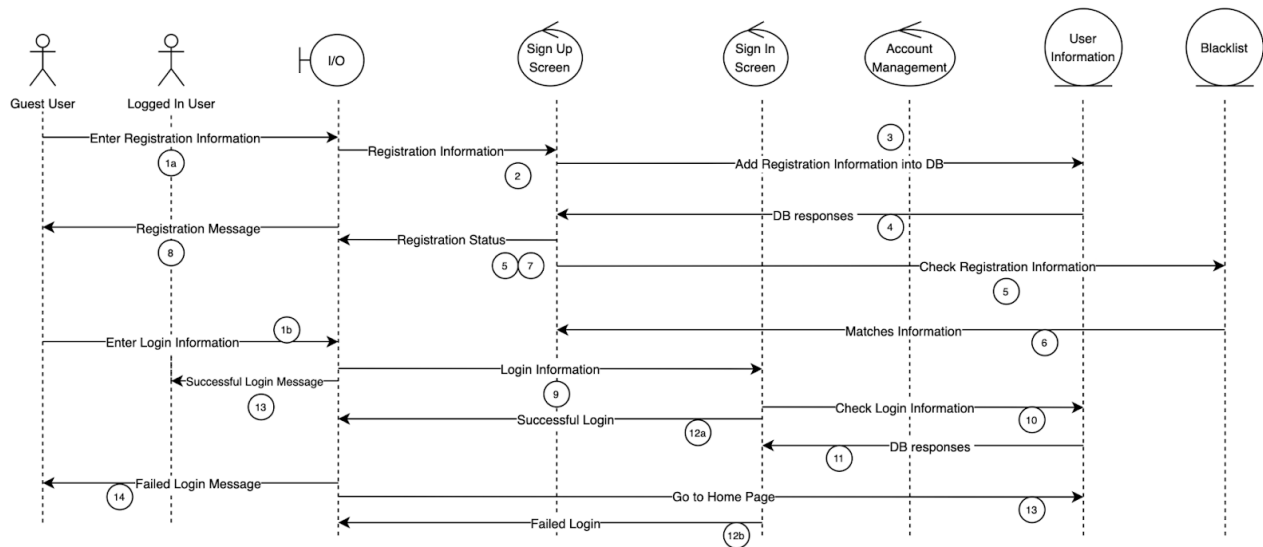 Guest User
Logged In User
I/O
Sign Up
Screen
Sign In
Screen
Account
Management
User
Information
Blacklist
Enter Registration Information
1a
Registration Information
2
3
Add Registration Information into DB
DB responses
4
Registration Message
8
Registration Status
5
7
Check Registration Information
5
Matches Information
6
1b
Enter Login Information
Login Information
9
Successful Login Message
13
Check Login Information
10
Successful Login
12a
DB responses
11
Failed Login Message
14
Go to Home Page
13
Failed Login
12b